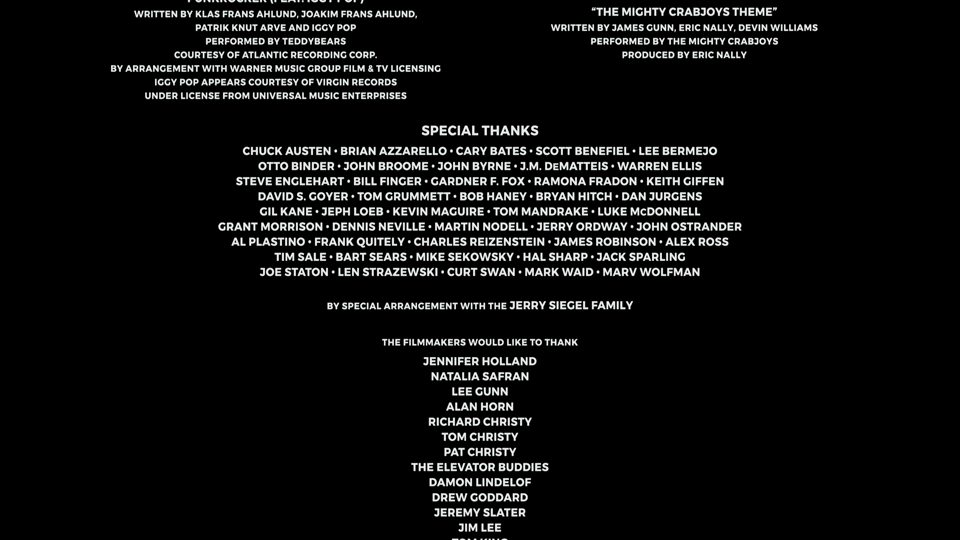 WRITTEN BY KLAS FRANS AHLUND, JOAKIM FRANS AHLUND,
PATRIK KNUT ARVE AND IGGY POP
PERFORMED BY TEDDYBEARS
COURTESY OF ATLANTIC RECORDING CORP.
BY ARRANGEMENT WITH WARNER MUSIC GROUP FILM & TV LICENSING
IGGY POP APPEARS COURTESY OF VIRGIN RECORDS
UNDER LICENSE FROM UNIVERSAL MUSIC ENTERPRISES
“THE MIGHTY CRABJOYS THEME”
WRITTEN BY JAMES GUNN, ERIC NALLY, DEVIN WILLIAMS
PERFORMED BY THE MIGHTY CRABJOYS
PRODUCED BY ERIC NALLY
SPECIAL THANKS
CHUCK AUSTEN • BRIAN AZZARELLO • CARY BATES • SCOTT BENEFIEL • LEE BERMEJO
OTTO BINDER • JOHN BROOME • JOHN BYRNE • J.M. DeMATTEIS • WARREN ELLIS
STEVE ENGLEHART • BILL FINGER • GARDNER F. FOX • RAMONA FRADON • KEITH GIFFEN
DAVID S. GOYER • TOM GRUMMETT • BOB HANEY • BRYAN HITCH • DAN JURGENS
GIL KANE • JEPH LOEB • KEVIN MAGUIRE • TOM MANDRAKE • LUKE McDONNELL
GRANT MORRISON • DENNIS NEVILLE • MARTIN NODELL • JERRY ORDWAY • JOHN OSTRANDER
AL PLASTINO • FRANK QUITELY • CHARLES REIZENSTEIN • JAMES ROBINSON • ALEX ROSS
TIM SALE • BART SEARS • MIKE SEKOWSKY • HAL SHARP • JACK SPARLING
JOE STATON • LEN STRAZEWSKI • CURT SWAN • MARK WAID • MARV WOLFMAN
BY SPECIAL ARRANGEMENT WITH THE JERRY SIEGEL FAMILY
THE FILMMAKERS WOULD LIKE TO THANK
JENNIFER HOLLAND
NATALIA SAFRAN
LEE GUNN
ALAN HORN
RICHARD CHRISTY
TOM CHRISTY
PAT CHRISTY
THE ELEVATOR BUDDIES
DAMON LINDELOF
DREW GODDARD
JEREMY SLATER
JIM LEE